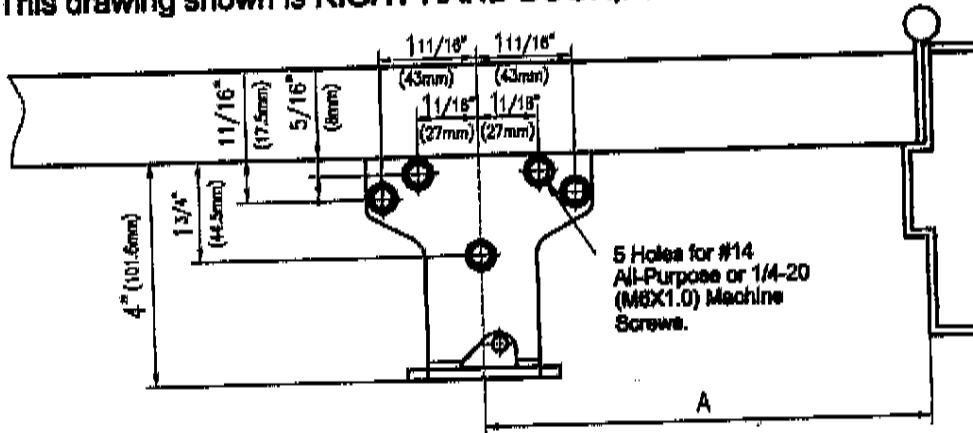 This drawing shown is RIGHT HAND
1 11/16" 1 11/16"
(43mm) (43mm)
1 1/16" 1 1/16"
(27mm) (27mm)
11/16"
(17.5mm)
5/16"
(8mm)
1 3/4"
(44.5mm)
4" (101.6mm)
5 Holes for #14
All-Purpose or 1/4-20
(M6X1.0) Machine
Screws.
A